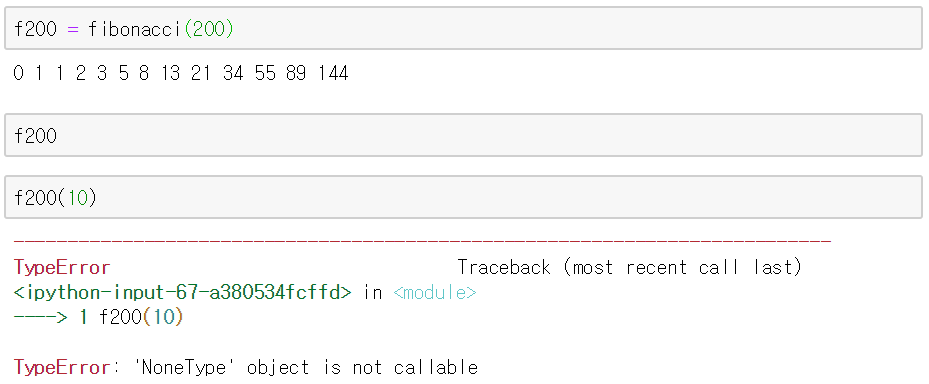 f200 = fibonacci(200)
0 1 1 2 3 5 8 13 21 34 55 89 144
f200
f200(10)
---------------------------------------------------------------------------
TypeError                                 Traceback (most recent call last)
<ipython-input-67-a380534fcffd> in <module>
----> 1 f200(10)
TypeError: 'NoneType' object is not callable